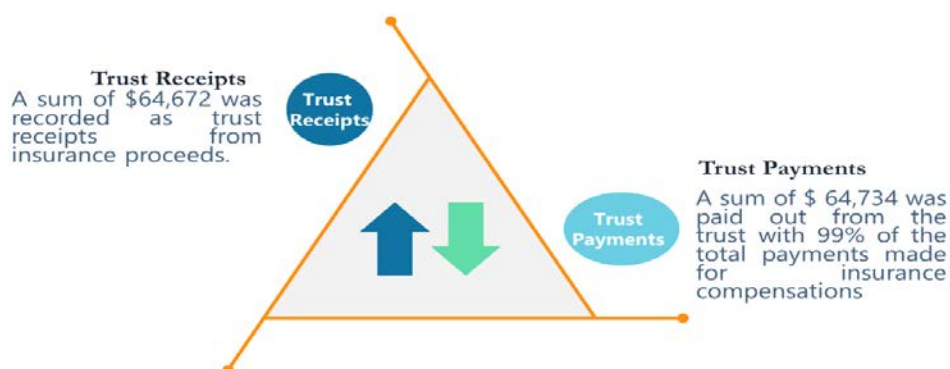 Trust Receipts
A sum of $64,672 was
recorded as trust
receipts from
insurance proceeds.
Trust
Receipts
Trust
Payments
Trust Payments
A sum of $ 64,734 was
paid out from the
trust with 99% of the
total payments made
for insurance
compensations